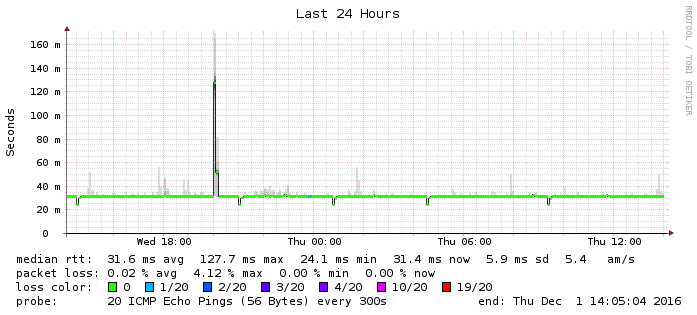 Last 24 Hours
RRDTOOL / TOBI OETIKER
Seconds
160 m
140 m
120 m
100 m
80 m
60 m
40 m
20 m
0
Wed 18:00 Thu 00:00 Thu 06:00 Thu 12:00
median rtt: 31.6 ms avg 127.7 ms max 24.1 ms min 31.4 ms now 5.9 ms sd 5.4 am/s
packet loss: 0.02 % avg 4.12 % max 0.00 % min 0.00 % now
loss color: 0 1/20 2/20 3/20 4/20 10/20 19/20
probe: 20 ICMP Echo Pings (56 Bytes) every 300s end: Thu Dec 1 14:05:04 2016